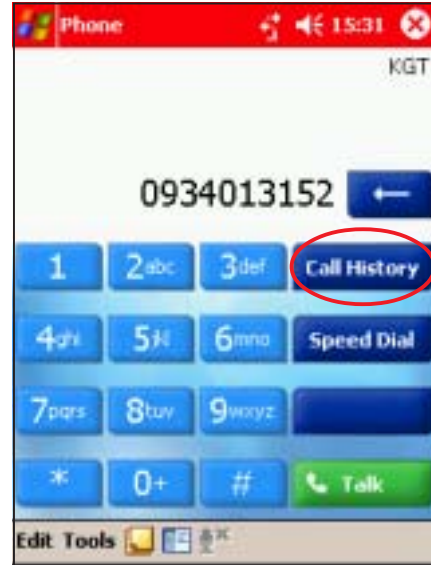 Phone 15:31
KGT
0934013152
1 2abc 3def Call History
4ghi 5jkl 6mno Speed Dial
7pqrs 8tuv 9wxyz
* 0+ # Talk
Edit Tools